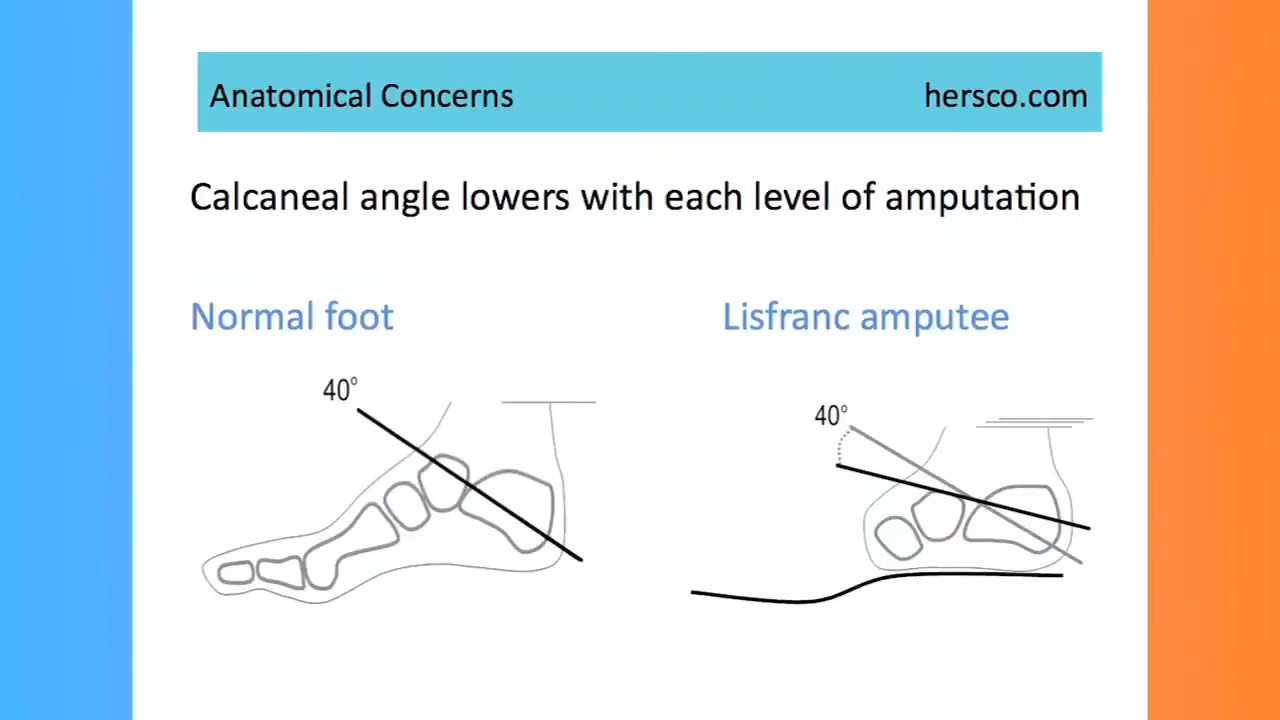 Anatomical Concerns hersco.com
Calcaneal angle lowers with each level of amputation
Normal foot
Lisfranc amputee
40°
40°